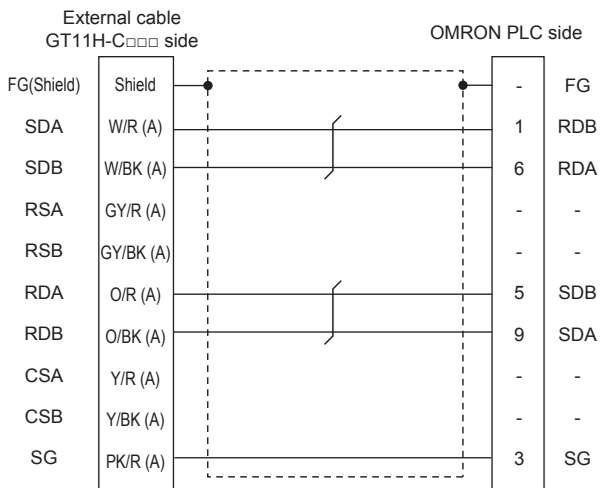 External cable
GT11H-C□□□ side
OMRON PLC side
FG(Shield) Shield - FG
SDA W/R (A) 1 RDB
SDB W/BK (A) 6 RDA
RSA GY/R (A) - -
RSB GY/BK (A) - -
RDA O/R (A) 5 SDB
RDB O/BK (A) 9 SDA
CSA Y/R (A) - -
CSB Y/BK (A) - -
SG PK/R (A) 3 SG